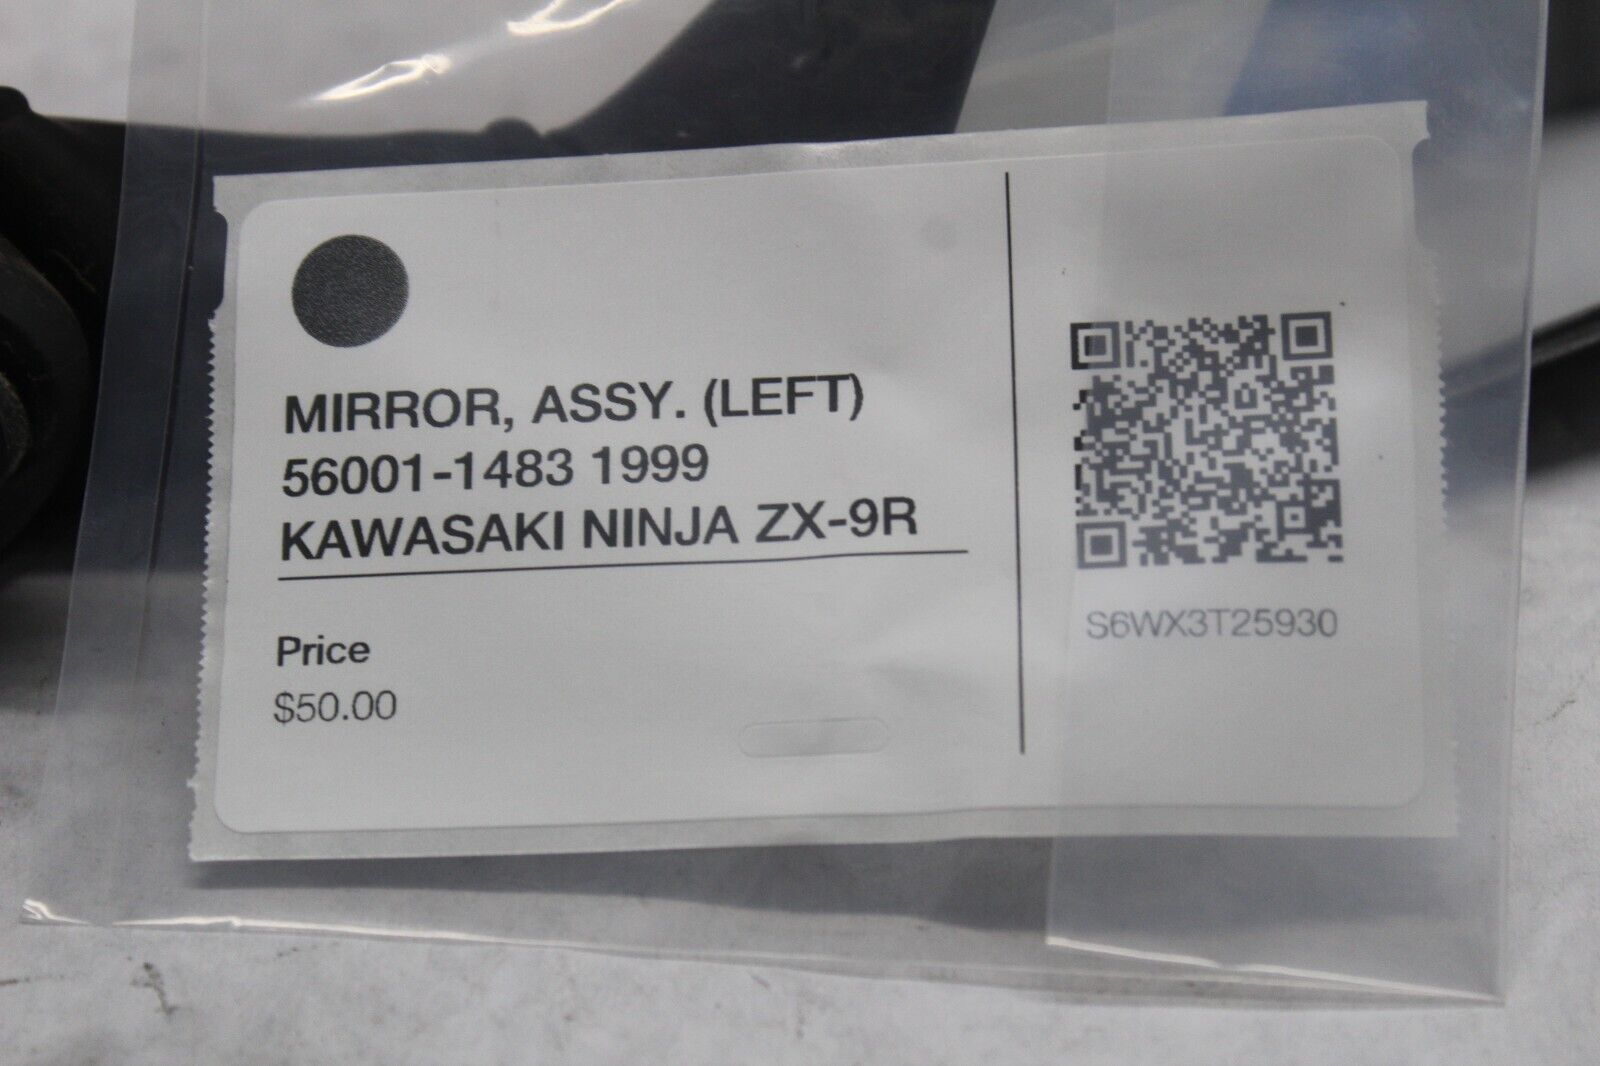 MIRROR, ASSY. (LEFT)
56001-1483 1999
KAWASAKI NINJA ZX-9R
Price
$50.00
S6WX3T25930